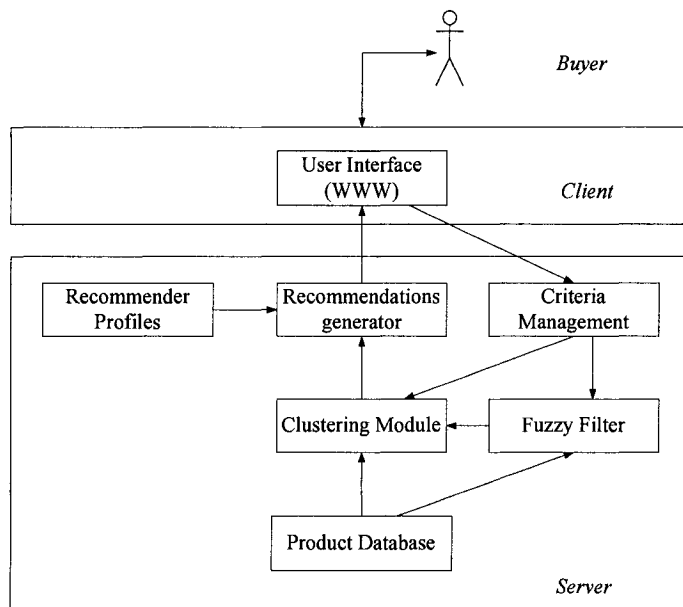 Buyer
User Interface
(WWW)
Client
Recommender
Profiles
Recommendations
generator
Criteria
Management
Clustering Module
Fuzzy Filter
Product Database
Server